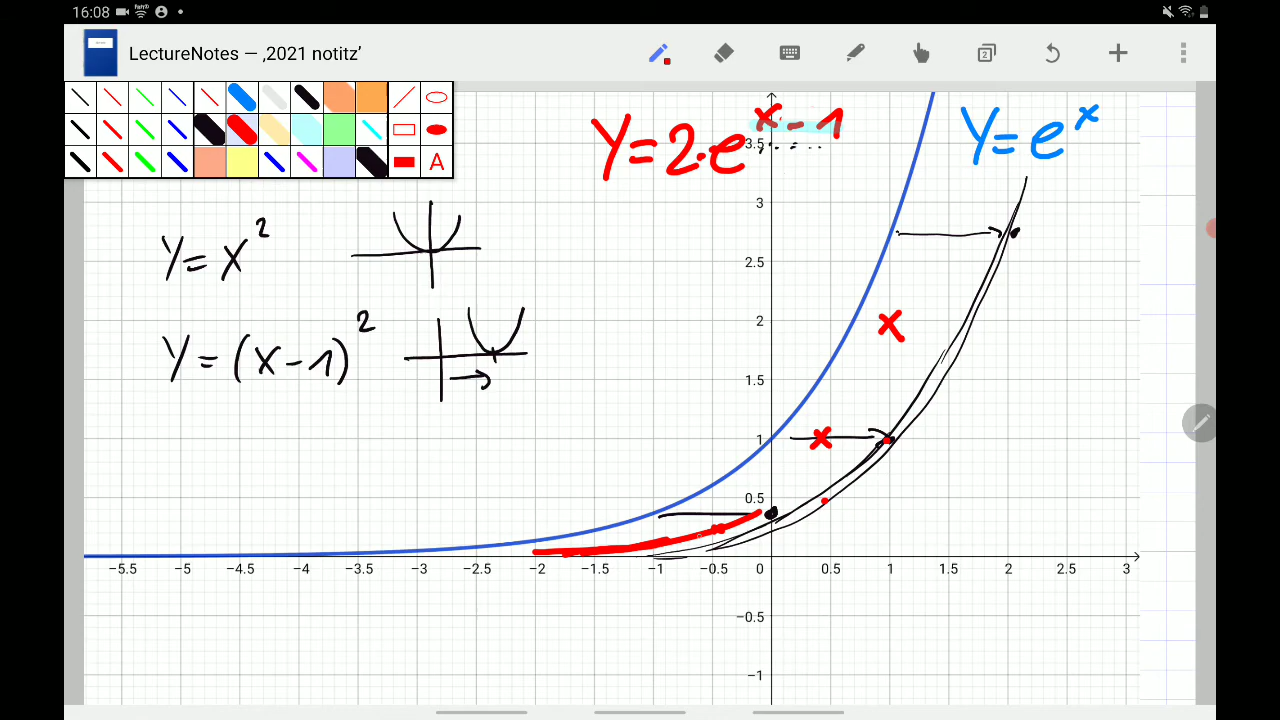 16:08
LectureNotes — ‚2021 notitz’
2
A
Y=2·e^(x-1)
Y=e^x
Y=x²
Y=(x-1)²
3.5
3
2.5
2
1.5
1
0.5
−5.5 −5 −4.5 −4 −3.5 −3 −2.5 −2 −1.5 −1 −0.5 0 0.5 1 1.5 2 2.5 3
−0.5
−1